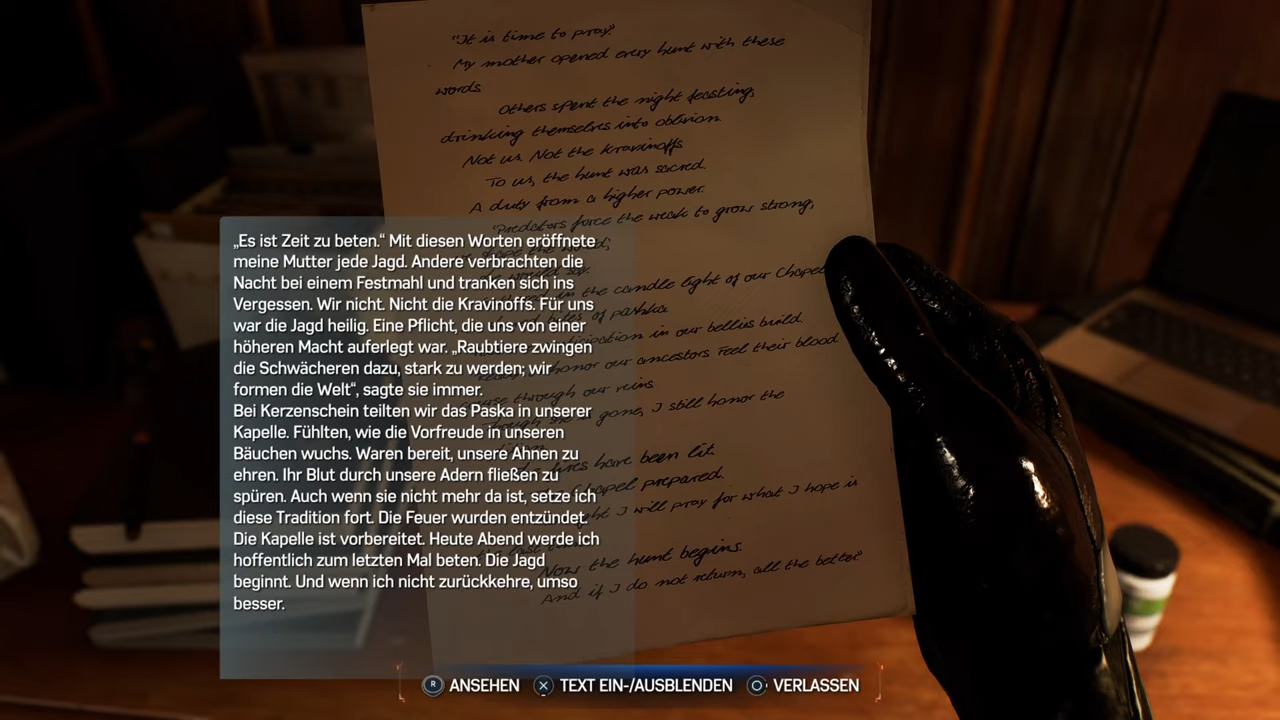 "It is time to pray."
My mother opened every hunt with these
words
Others spent the night feasting,
drinking themselves into oblivion.
Not us. Not the Kravinoffs
To us, the hunt was sacred.
A duty from a higher power.
"Predators force the weak to grow strong,
the candle light of our Chapel
of pashka
in our bellies build.
honor our ancestors Feel their blood
through our veins
gone, I still honor the
fires have been lit.
Chapel prepared.
I will pray for what I hope is
Now the hunt begins.
And if I do not return, all the better"
„Es ist Zeit zu beten.“ Mit diesen Worten eröffnete
meine Mutter jede Jagd. Andere verbrachten die
Nacht bei einem Festmahl und tranken sich ins
Vergessen. Wir nicht. Nicht die Kravinoffs. Für uns
war die Jagd heilig. Eine Pflicht, die uns von einer
höheren Macht auferlegt war. „Raubtiere zwingen
die Schwächeren dazu, stark zu werden; wir
formen die Welt“, sagte sie immer.
Bei Kerzenschein teilten wir das Paska in unserer
Kapelle. Fühlten, wie die Vorfreude in unseren
Bäuchen wuchs. Waren bereit, unsere Ahnen zu
ehren. Ihr Blut durch unsere Adern fließen zu
spüren. Auch wenn sie nicht mehr da ist, setze ich
diese Tradition fort. Die Feuer wurden entzündet.
Die Kapelle ist vorbereitet. Heute Abend werde ich
hoffentlich zum letzten Mal beten. Die Jagd
beginnt. Und wenn ich nicht zurückkehre, umso
besser.
R ANSEHEN TEXT EIN-/AUSBLENDEN VERLASSEN